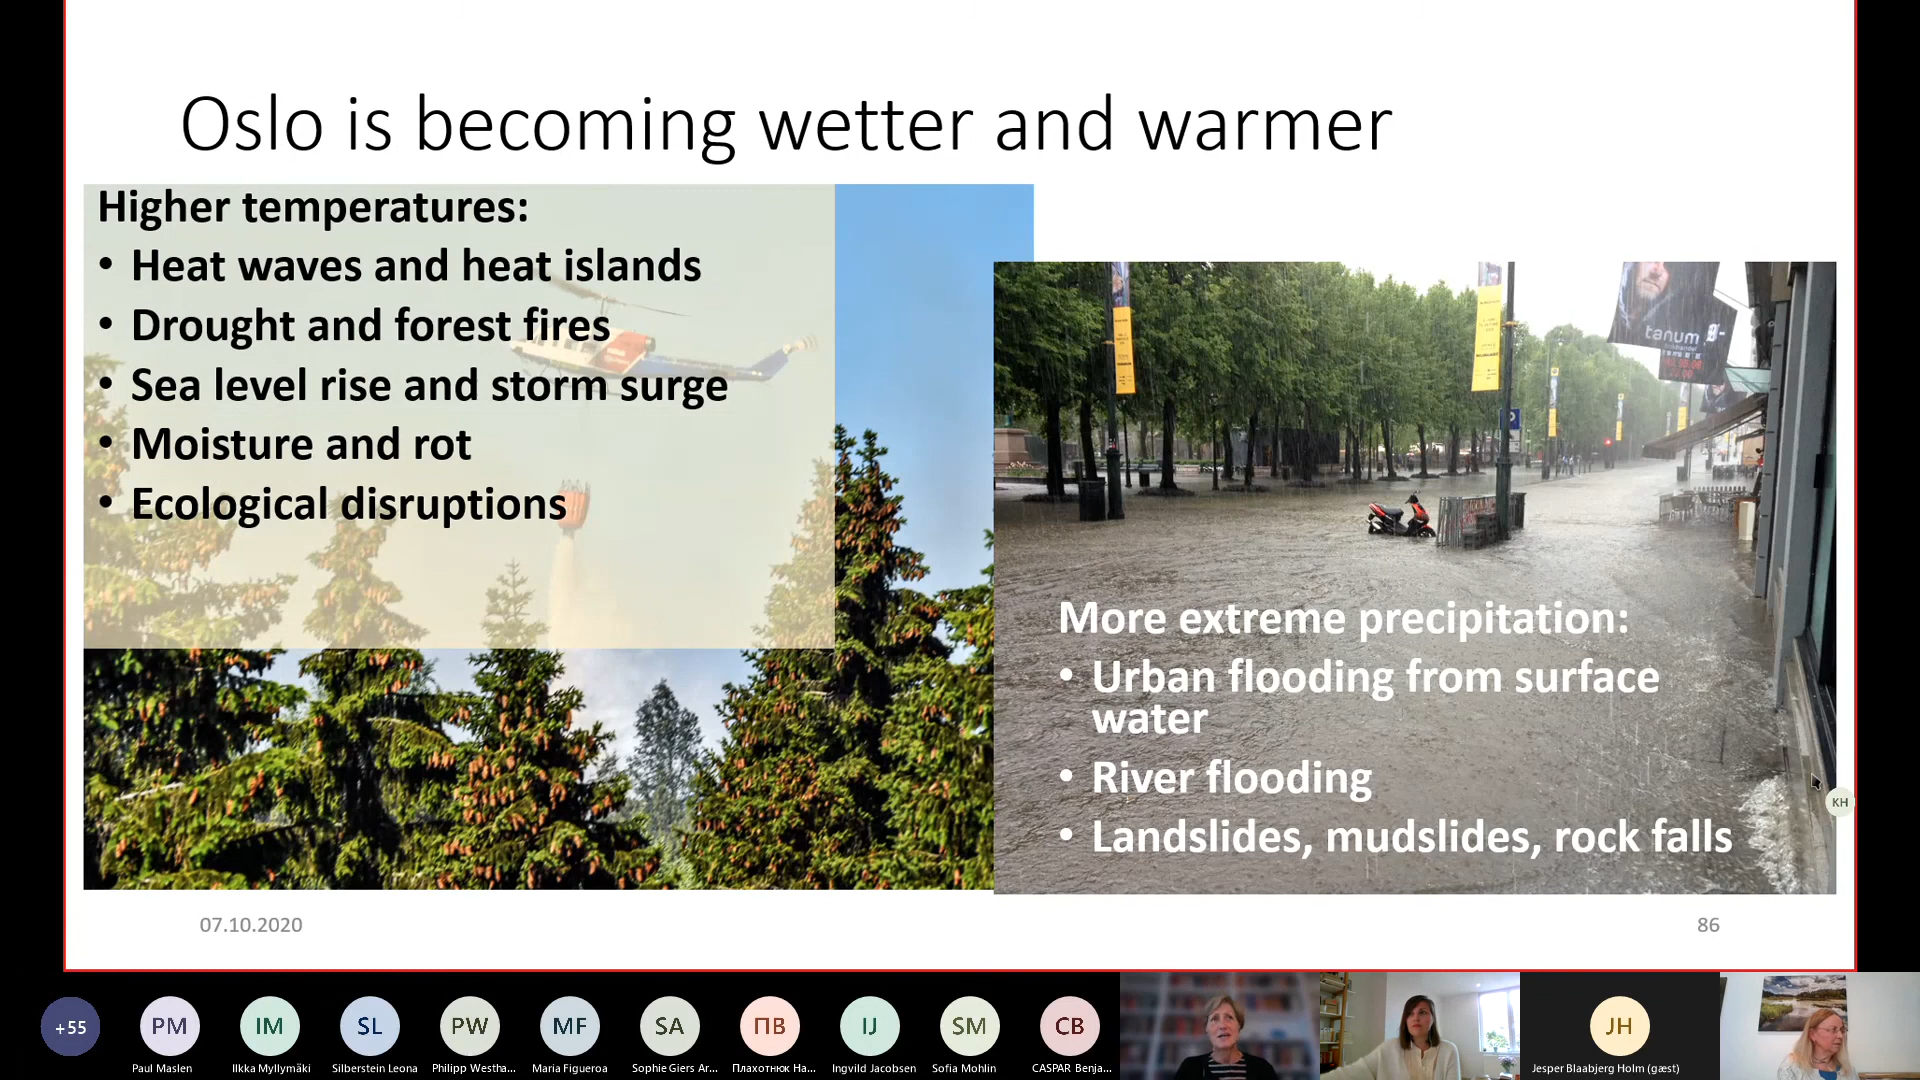 Oslo is becoming wetter and warmer
Higher temperatures:
• Heat waves and heat islands
• Drought and forest fires
• Sea level rise and storm surge
• Moisture and rot
• Ecological disruptions
tanum
More extreme precipitation:
• Urban flooding from surface
water
• River flooding
• Landslides, mudslides, rock falls
KH
07.10.2020
86
+55
PM
IM
SL
PW
MF
SA
ПВ
IJ
SM
CB
JH
Paul Maslen
Ilkka Myllymäki
Silberstein Leona
Philipp Westha...
Maria Figueroa
Sophie Giers Ar...
Плахотнюк На...
Ingvild Jacobsen
Sofia Mohlin
CASPAR Benja...
Jesper Blaabjerg Holm (gæst)